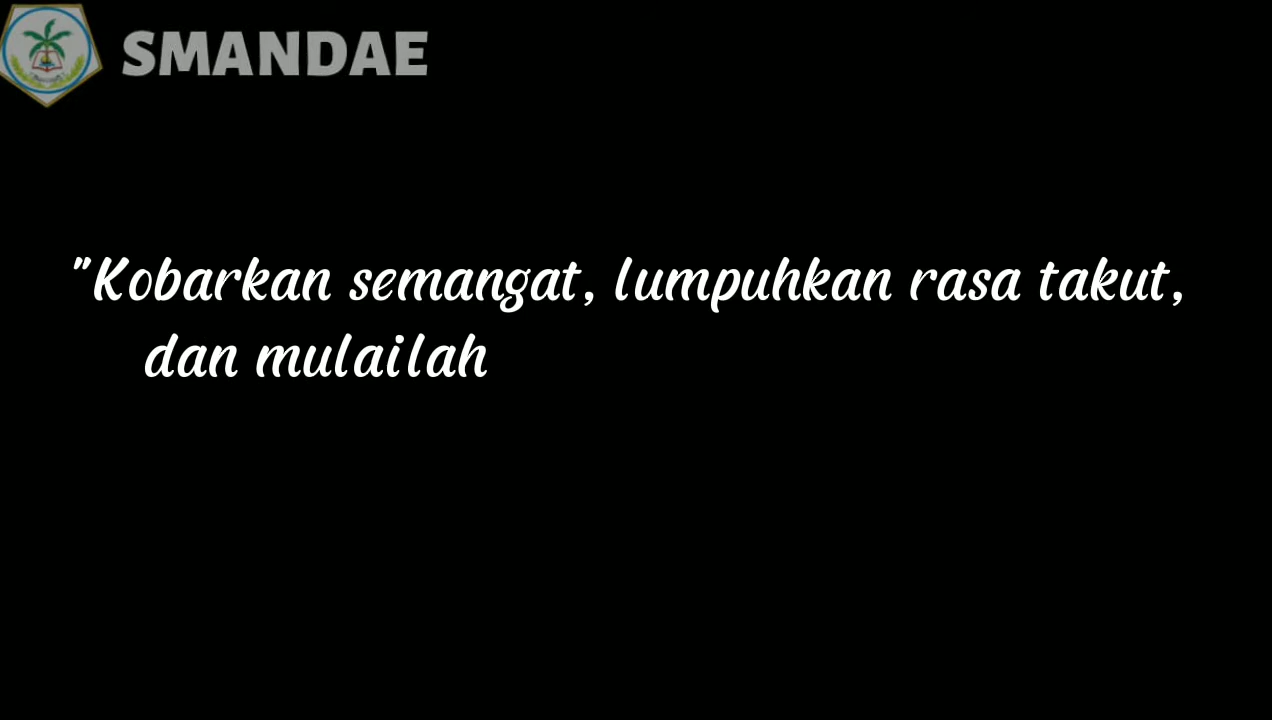 SMANDAE
"Kobarkan semangat, lumpuhkan rasa takut,
dan mulailah